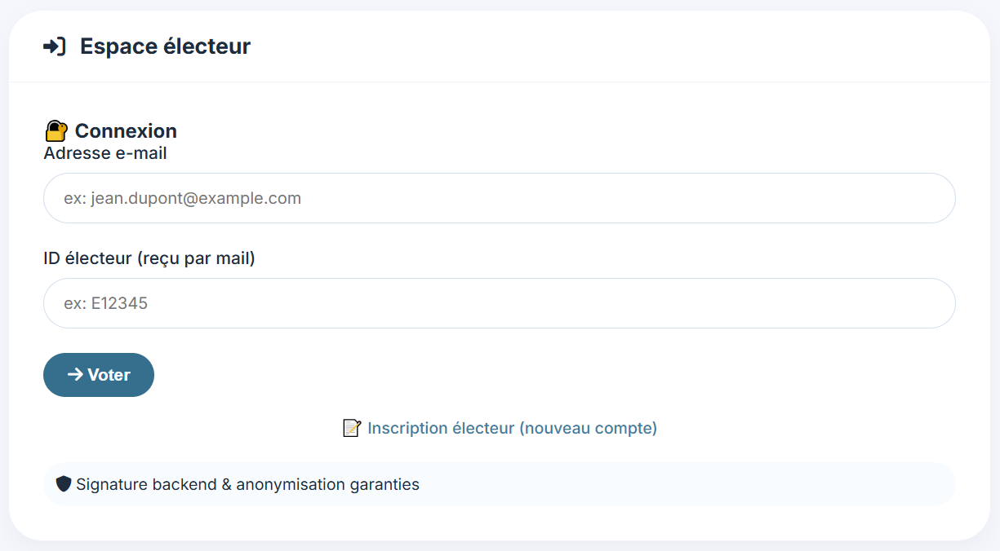 Espace électeur
Connexion
Adresse e-mail
ex: jean.dupont@example.com
ID électeur (reçu par mail)
ex: E12345
Voter
Inscription électeur (nouveau compte)
Signature backend & anonymisation garanties